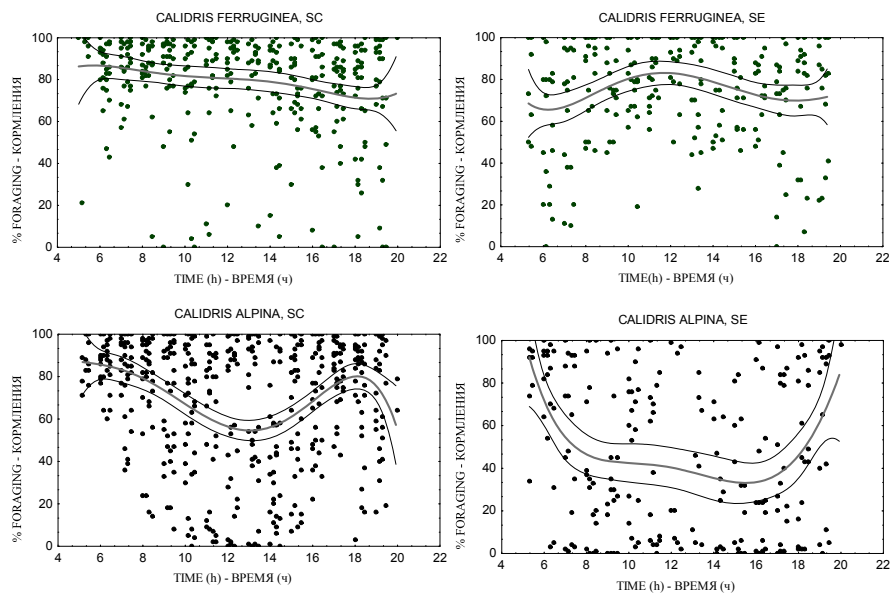 CALIDRIS FERRUGINEA, SC
100
80
60
40
20
0
% FORAGING - КОРМЛЕНИЯ
4 6 8 10 12 14 16 18 20 22
TIME (h) - ВРЕМЯ (ч)
CALIDRIS FERRUGINEA, SE
100
80
60
40
20
0
% FORAGING - КОРМЛЕНИЯ
4 6 8 10 12 14 16 18 20 22
TIME(h) - ВРЕМЯ (ч)
CALIDRIS ALPINA, SC
100
80
60
40
20
0
% FORAGING - КОРМЛЕНИЯ
4 6 8 10 12 14 16 18 20 22
TIME (h) - ВРЕМЯ (ч)
CALIDRIS ALPINA, SE
100
80
60
40
20
0
% FORAGING - КОРМЛЕНИЯ
4 6 8 10 12 14 16 18 20 22
TIME (h) - ВРЕМЯ (ч)